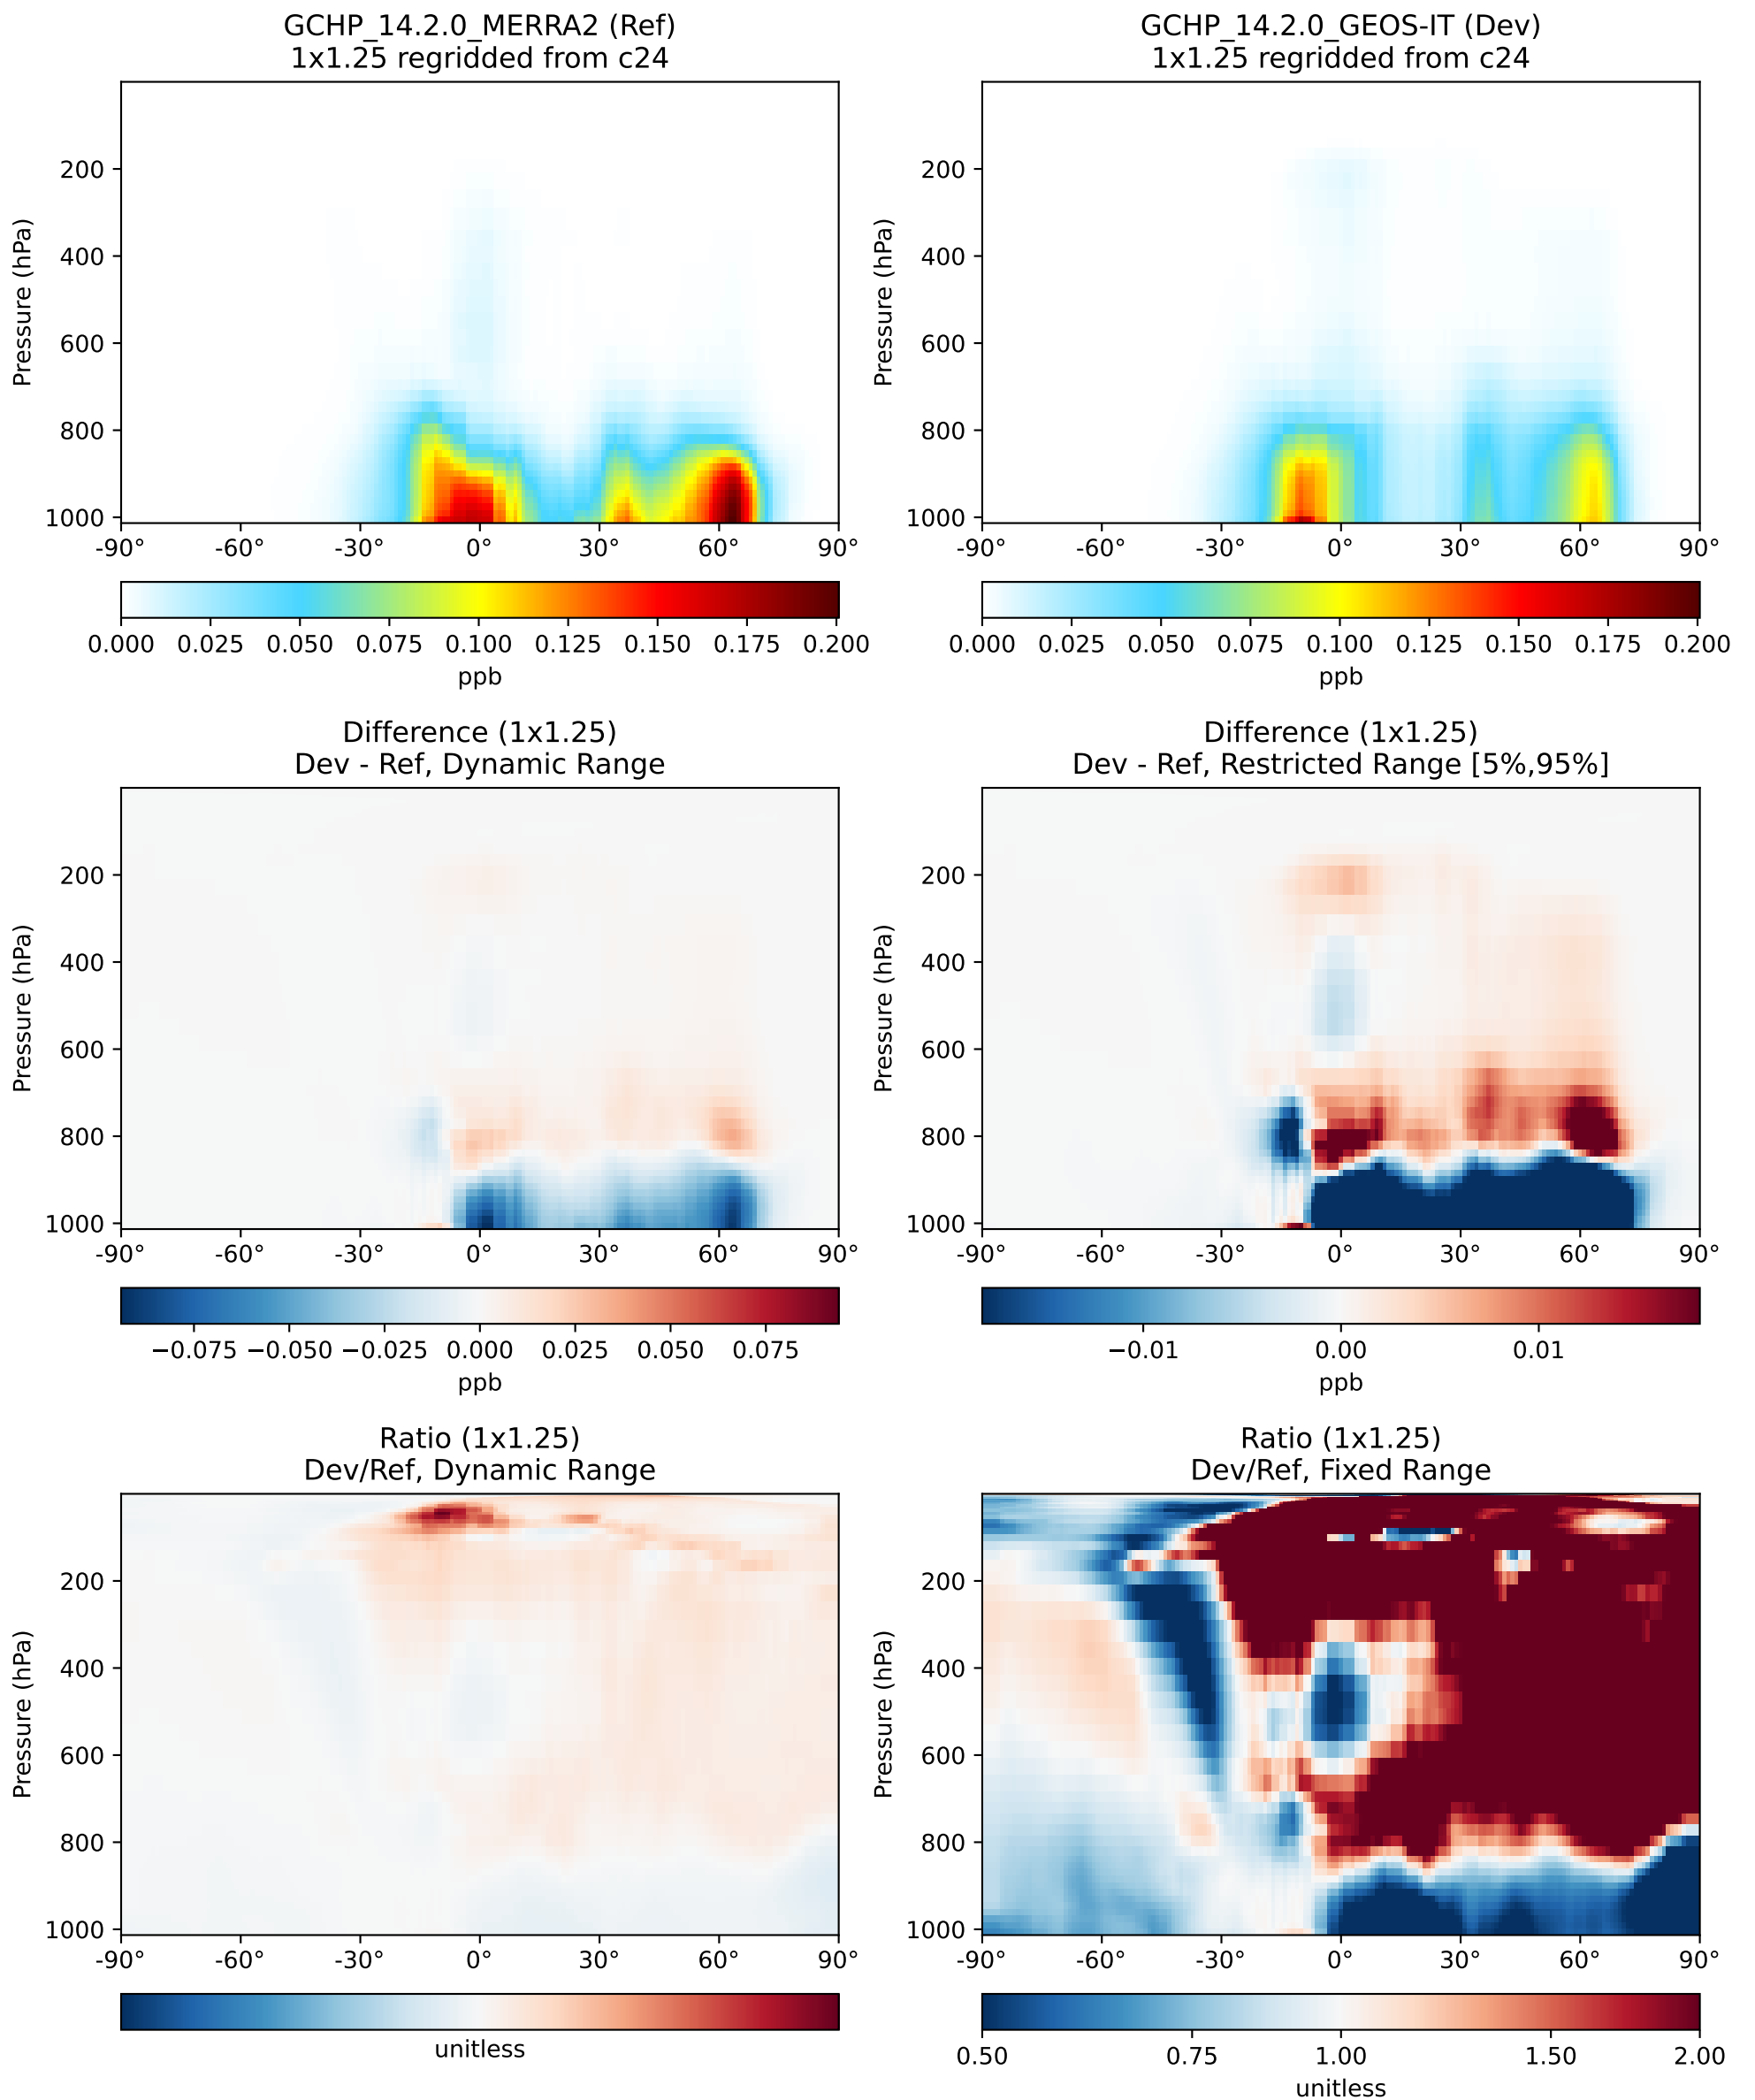 GCHP_14.2.0_MERRA2 (Ref)
1x1.25 regridded from c24
Pressure (hPa)
200
400
600
800
1000
-90° -60° -30° 0° 30° 60° 90°
0.000 0.025 0.050 0.075 0.100 0.125 0.150 0.175 0.200
ppb
GCHP_14.2.0_GEOS-IT (Dev)
1x1.25 regridded from c24
Pressure (hPa)
200
400
600
800
1000
-90° -60° -30° 0° 30° 60° 90°
0.000 0.025 0.050 0.075 0.100 0.125 0.150 0.175 0.200
ppb
Difference (1x1.25)
Dev - Ref, Dynamic Range
Pressure (hPa)
200
400
600
800
1000
-90° -60° -30° 0° 30° 60° 90°
−0.075 −0.050 −0.025 0.000 0.025 0.050 0.075
ppb
Difference (1x1.25)
Dev - Ref, Restricted Range [5%,95%]
Pressure (hPa)
200
400
600
800
1000
-90° -60° -30° 0° 30° 60° 90°
−0.01 0.00 0.01
ppb
Ratio (1x1.25)
Dev/Ref, Dynamic Range
Pressure (hPa)
200
400
600
800
1000
-90° -60° -30° 0° 30° 60° 90°
unitless
Ratio (1x1.25)
Dev/Ref, Fixed Range
Pressure (hPa)
200
400
600
800
1000
-90° -60° -30° 0° 30° 60° 90°
0.50 0.75 1.00 1.50 2.00
unitless